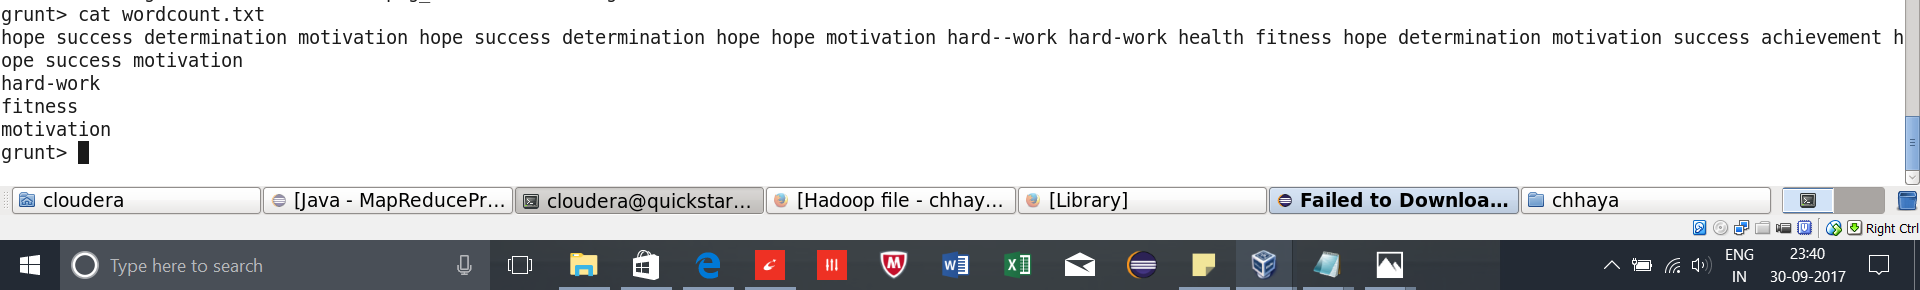 grunt> cat wordcount.txt
hope success determination motivation hope success determination hope hope motivation hard--work hard-work health fitness hope determination motivation success achievement h
ope success motivation
hard-work
fitness
motivation
grunt>
cloudera
[Java - MapReducePr...
cloudera@quickstar...
[Hadoop file - chhay...
[Library]
Failed to Downloa...
chhaya
Right Ctrl
Type here to search
ENG
IN
23:40
30-09-2017